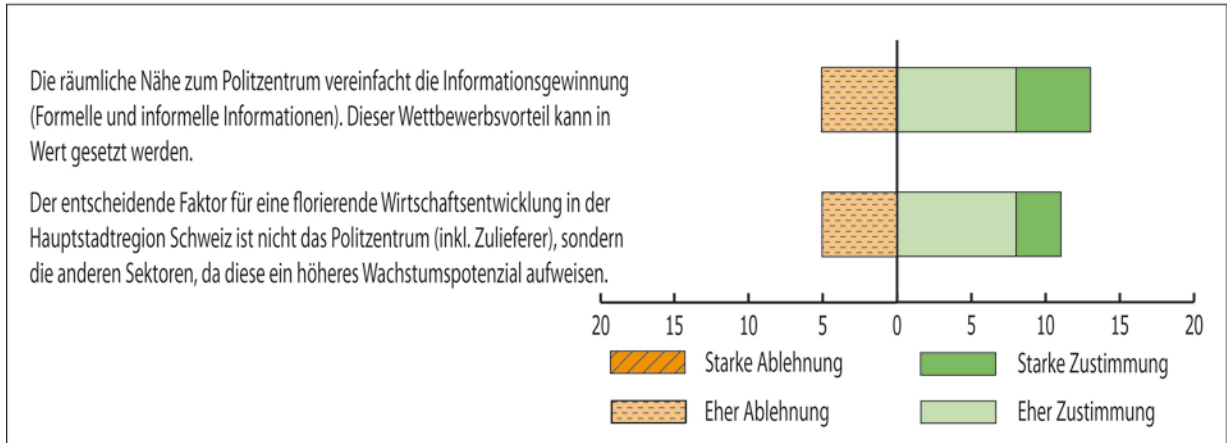 Die räumliche Nähe zum Politzentrum vereinfacht die Informationsgewinnung
(Formelle und informelle Informationen). Dieser Wettbewerbsvorteil kann in
Wert gesetzt werden.
Der entscheidende Faktor für eine florierende Wirtschaftsentwicklung in der
Hauptstadtregion Schweiz ist nicht das Politzentrum (inkl. Zulieferer), sondern
die anderen Sektoren, da diese ein höheres Wachstumspotenzial aufweisen.
20 15 10 5 0 5 10 15 20
Starke Ablehnung Starke Zustimmung
Eher Ablehnung Eher Zustimmung